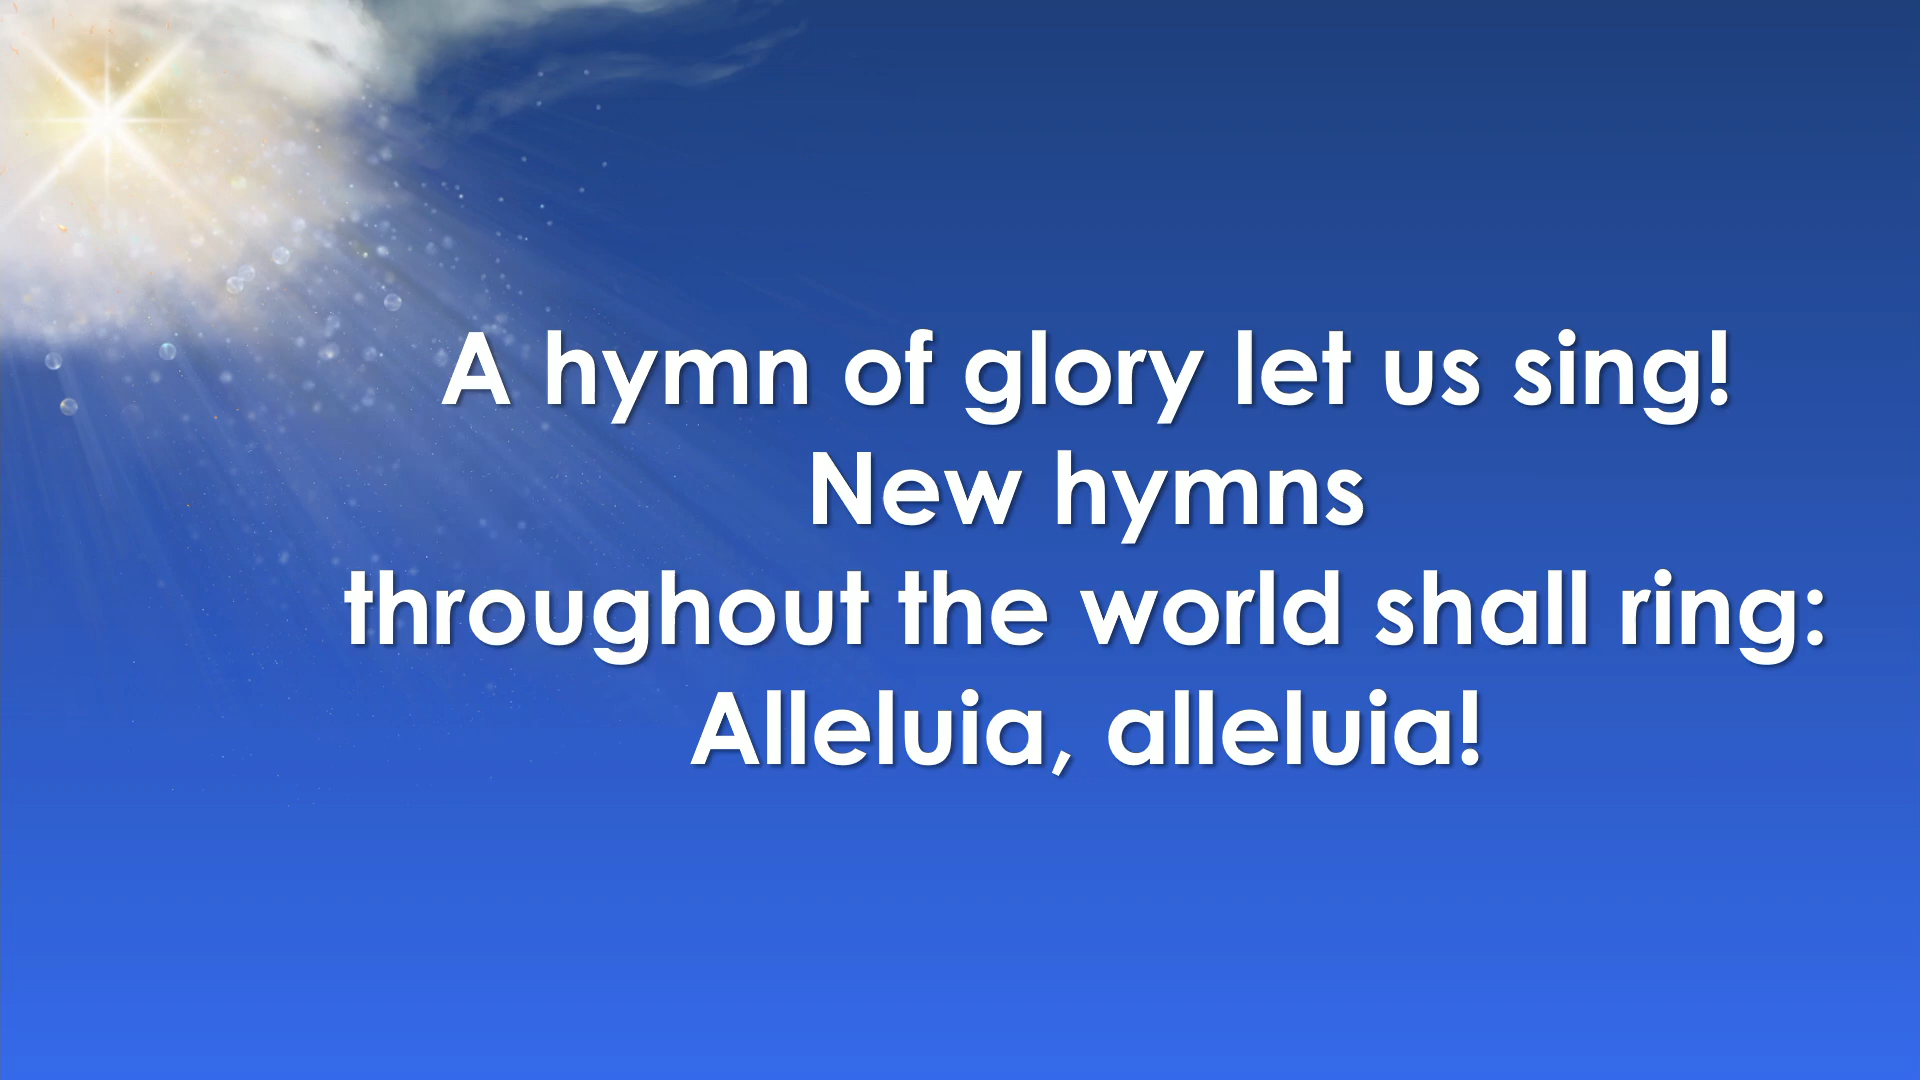 A hymn of glory let us sing!
New hymns
throughout the world shall ring:
Alleluia, alleluia!